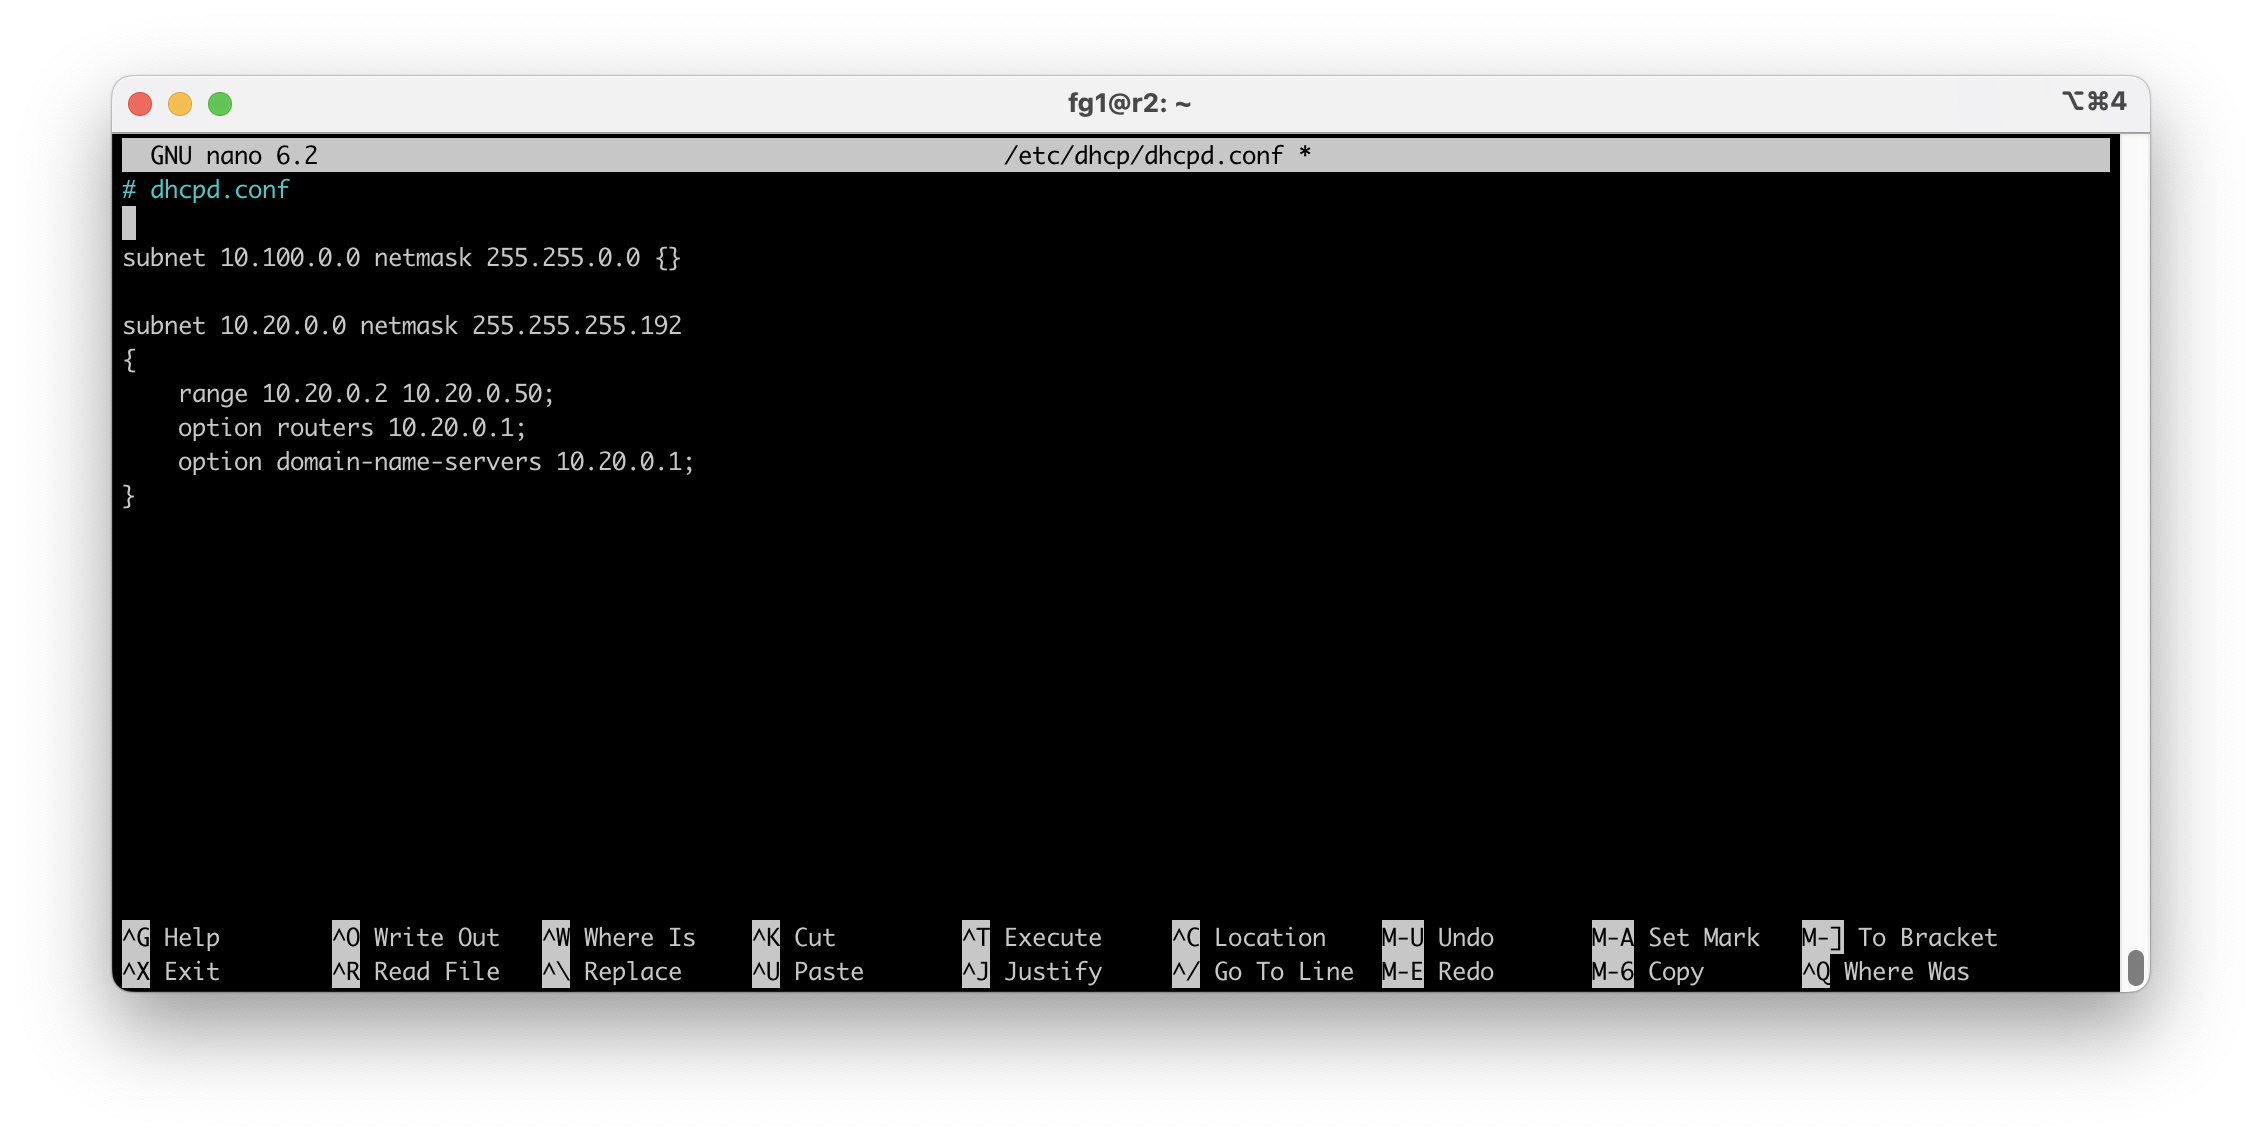 fg1@r2: ~
⌥⌘4
GNU nano 6.2 /etc/dhcp/dhcpd.conf *
# dhcpd.conf
subnet 10.100.0.0 netmask 255.255.0.0 {}
subnet 10.20.0.0 netmask 255.255.255.192
{
    range 10.20.0.2 10.20.0.50;
    option routers 10.20.0.1;
    option domain-name-servers 10.20.0.1;
}
^G Help ^O Write Out ^W Where Is ^K Cut ^T Execute ^C Location M-U Undo M-A Set Mark M-] To Bracket
^X Exit ^R Read File ^\ Replace ^U Paste ^J Justify ^/ Go To Line M-E Redo M-6 Copy ^Q Where Was